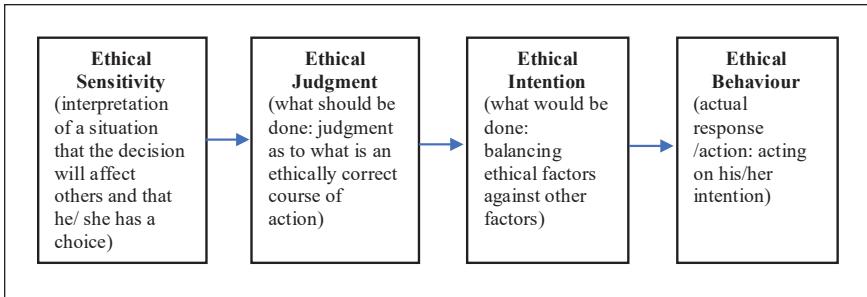 Ethical
Sensitivity
(interpretation
of a situation
that the decision
will affect
others and that
he/ she has a
choice)
Ethical
Judgment
(what should be
done: judgment
as to what is an
ethically correct
course of
action)
Ethical
Intention
(what would be
done:
balancing
ethical factors
against other
factors)
Ethical
Behaviour
(actual
response
/action: acting
on his/her
intention)